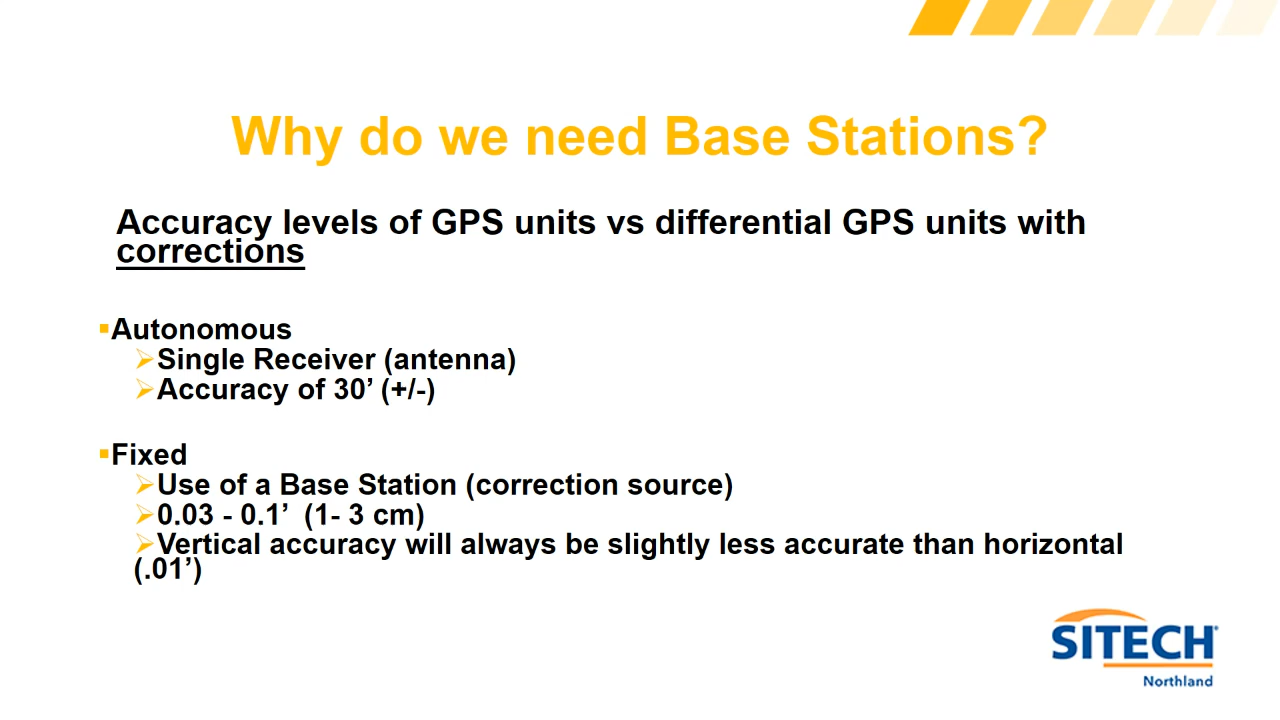 Why do we need Base Stations?
Accuracy levels of GPS units vs differential GPS units with
corrections
▪Autonomous
➢Single Receiver (antenna)
➢Accuracy of 30’ (+/-)
▪Fixed
➢Use of a Base Station (correction source)
➢0.03 - 0.1’  (1- 3 cm)
➢Vertical accuracy will always be slightly less accurate than horizontal
(.01’)
SITECH
Northland